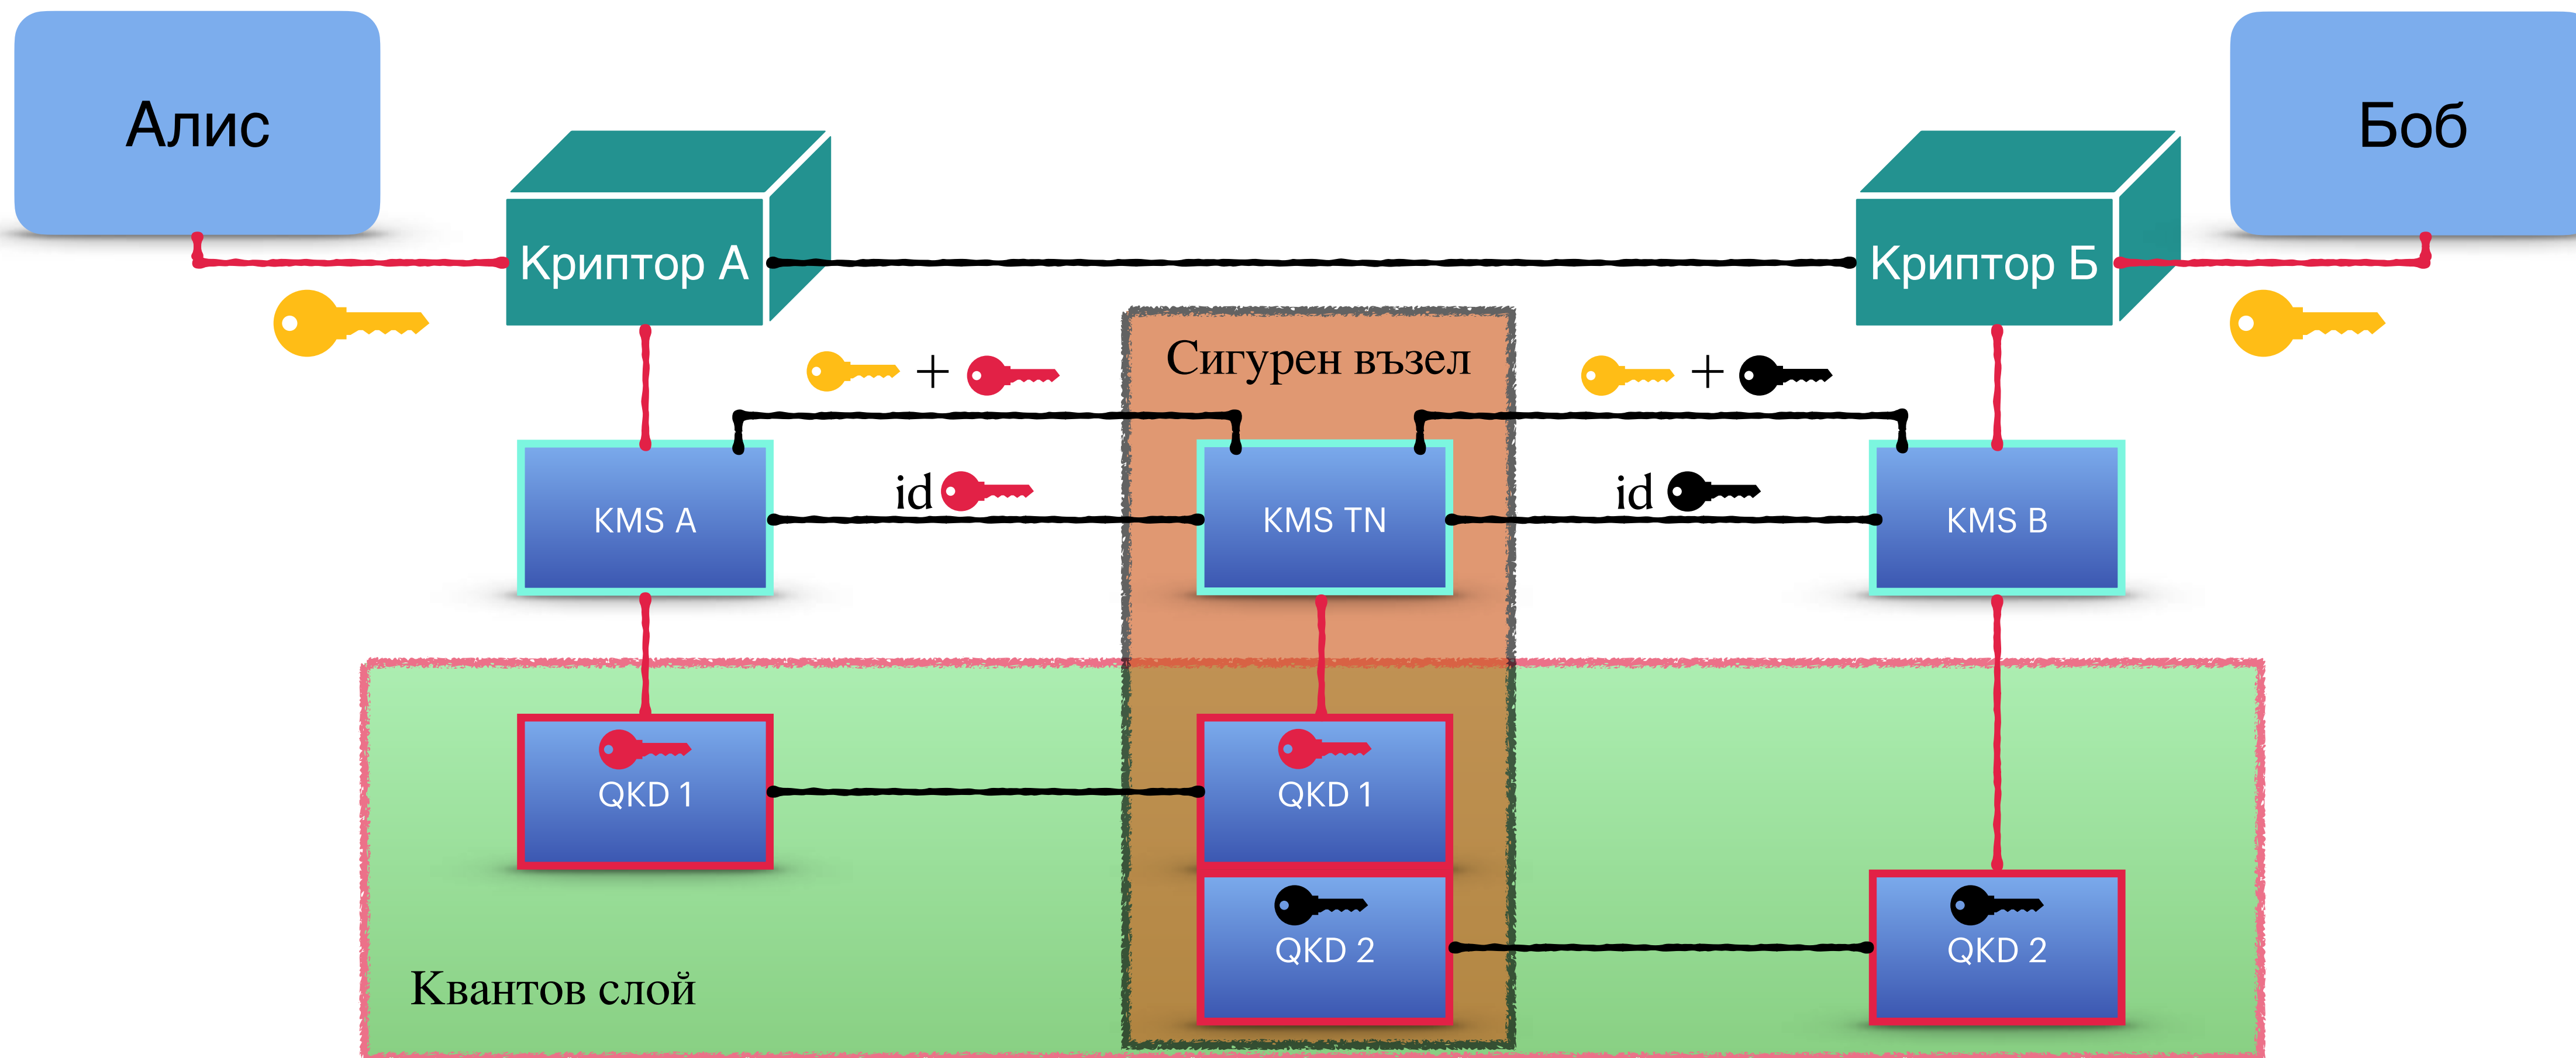 Алис
Боб
Криптор А
Криптор Б
+
Сигурен възел
+
id
id
KMS A
KMS TN
KMS B
QKD 1
QKD 1
QKD 2
QKD 2
Квантов слой